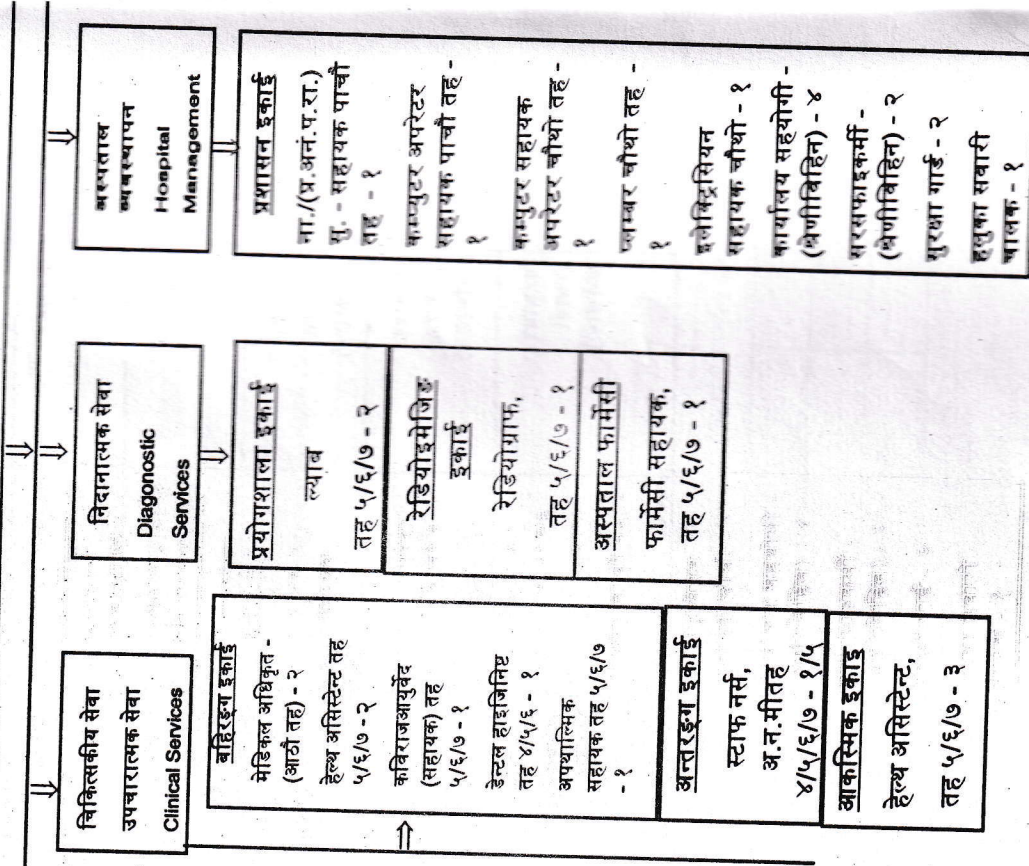 चिकित्सकीय सेवा
उपचारात्मक सेवा
Clinical Services
बहिरङ्ग इकाई
मेडिकल अधिकृत -
(आठौ तह) - २
हेल्थ असिस्टेन्ट तह
५/६/७ - २
कविराजआयुर्वेद
(सहायक) तह
५/६/७ - १
डेन्टल हाइजिनिष्ट
तह ४/५/६ - १
अपथाल्मिक
सहायक तह ५/६/७
- १
अन्तरङ्ग इकाई
स्टाफ नर्स,
अ.न.मीतह
४/५/६/७ - १/५
आकस्मिक इकाइ
हेल्थ असिस्टेन्ट,
तह ५/६/७ - ३
निदानात्मक सेवा
Diagonostic
Services
प्रयोगशाला इकाई
ल्याब
तह ५/६/७ - २
रेडियोइमेजिङ
इकाई
रेडियोग्राफ,
तह ५/६/७ - १
अस्पताल फार्मेसी
फार्मेसी सहायक,
तह ५/६/७ - १
अस्पताल
व्यबस्थापन
Hospital
Management
प्रशासन इकाई
ना./(प्र.अनं.प.रा.)
सु. - सहायक पाचौ
तह - १
कम्प्युटर अपरेटर
सहायक पाचौ तह -
१
कम्पुटर सहायक
अपरेटर चौथो तह -
१
प्लम्बर चौथो तह -
१
इलेक्ट्रिसियन
सहायक चौथो - १
कार्यालय सहयोगी -
(श्रेणीविहिन) - ४
सरसफाइकर्मी -
(श्रेणीविहिन) - २
सुरक्षा गार्ड - २
हलुका सवारी
चालक - १